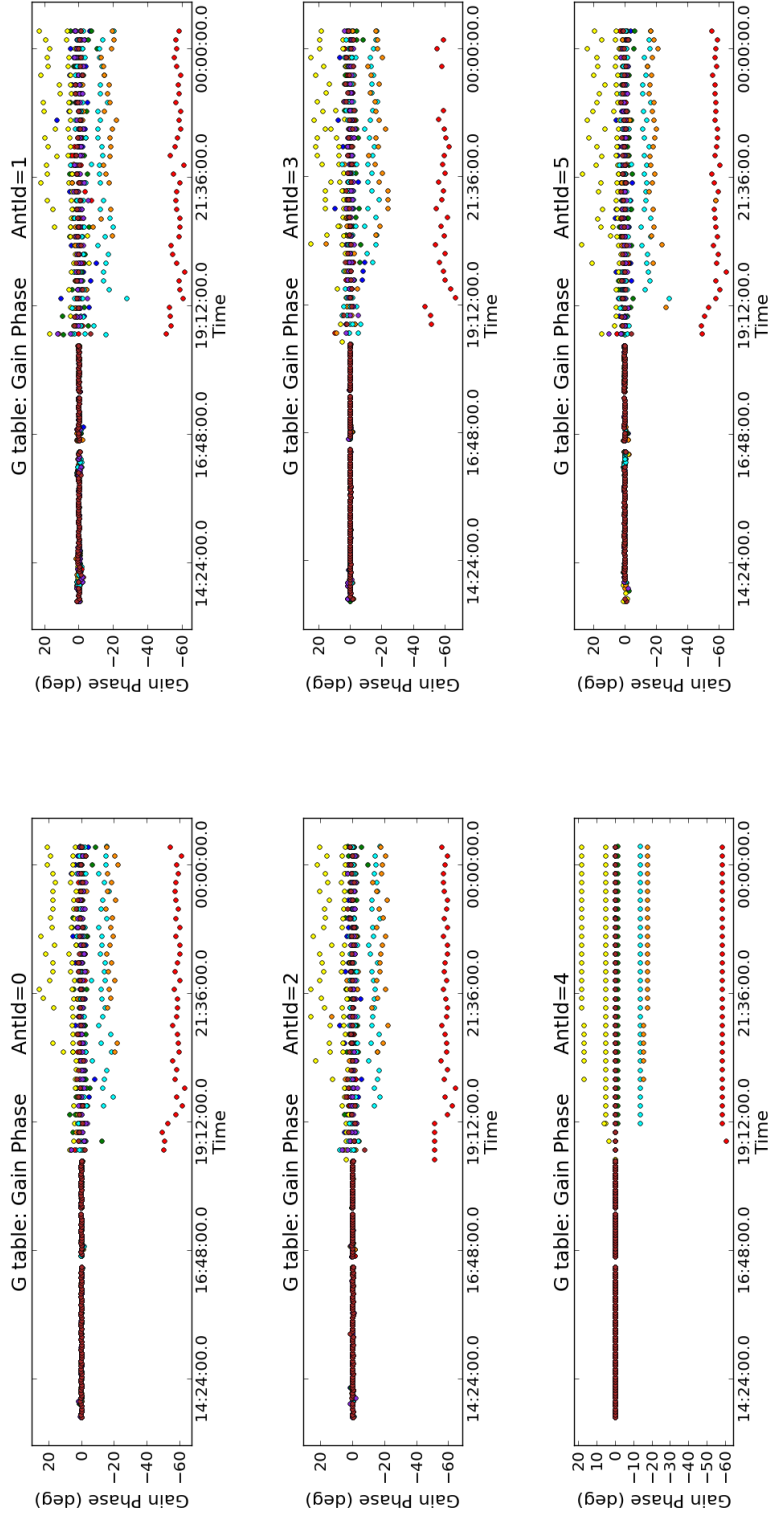 G table: Gain Phase AntId=0
Gain Phase (deg)
20
0
−20
−40
−60
14:24:00.0 16:48:00.0 19:12:00.0 21:36:00.0 00:00:00.0
Time
G table: Gain Phase AntId=1
Gain Phase (deg)
20
0
−20
−40
−60
14:24:00.0 16:48:00.0 19:12:00.0 21:36:00.0 00:00:00.0
Time
G table: Gain Phase AntId=2
Gain Phase (deg)
20
0
−20
−40
−60
14:24:00.0 16:48:00.0 19:12:00.0 21:36:00.0 00:00:00.0
Time
G table: Gain Phase AntId=3
Gain Phase (deg)
20
0
−20
−40
−60
14:24:00.0 16:48:00.0 19:12:00.0 21:36:00.0 00:00:00.0
Time
G table: Gain Phase AntId=4
Gain Phase (deg)
20
10
0
−10
−20
−30
−40
−50
−60
14:24:00.0 16:48:00.0 19:12:00.0 21:36:00.0 00:00:00.0
Time
G table: Gain Phase AntId=5
Gain Phase (deg)
20
0
−20
−40
−60
14:24:00.0 16:48:00.0 19:12:00.0 21:36:00.0 00:00:00.0
Time